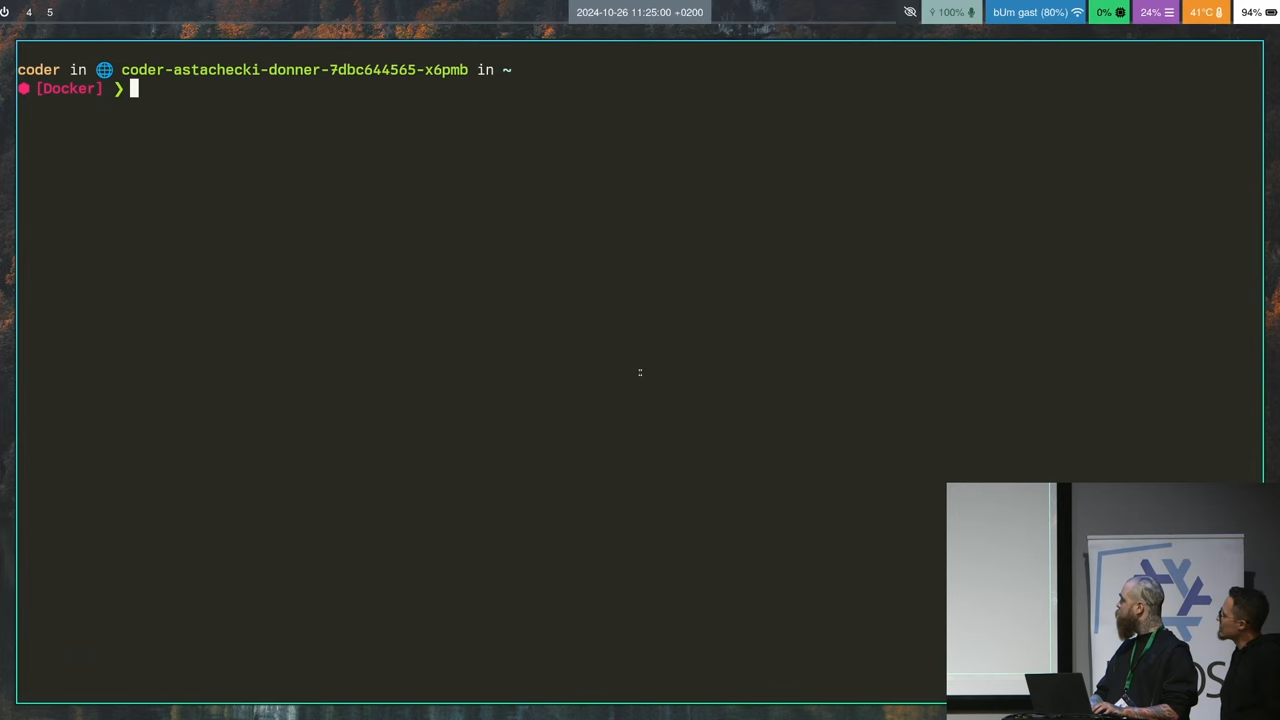 4 5
2024-10-26 11:25:00 +0200
100%
bUm gast (80%)
0%
24%
41°C
94%
coder in 🌐 coder-astachecki-donner-7dbc644565-x6pmb in ~
[Docker] ❯